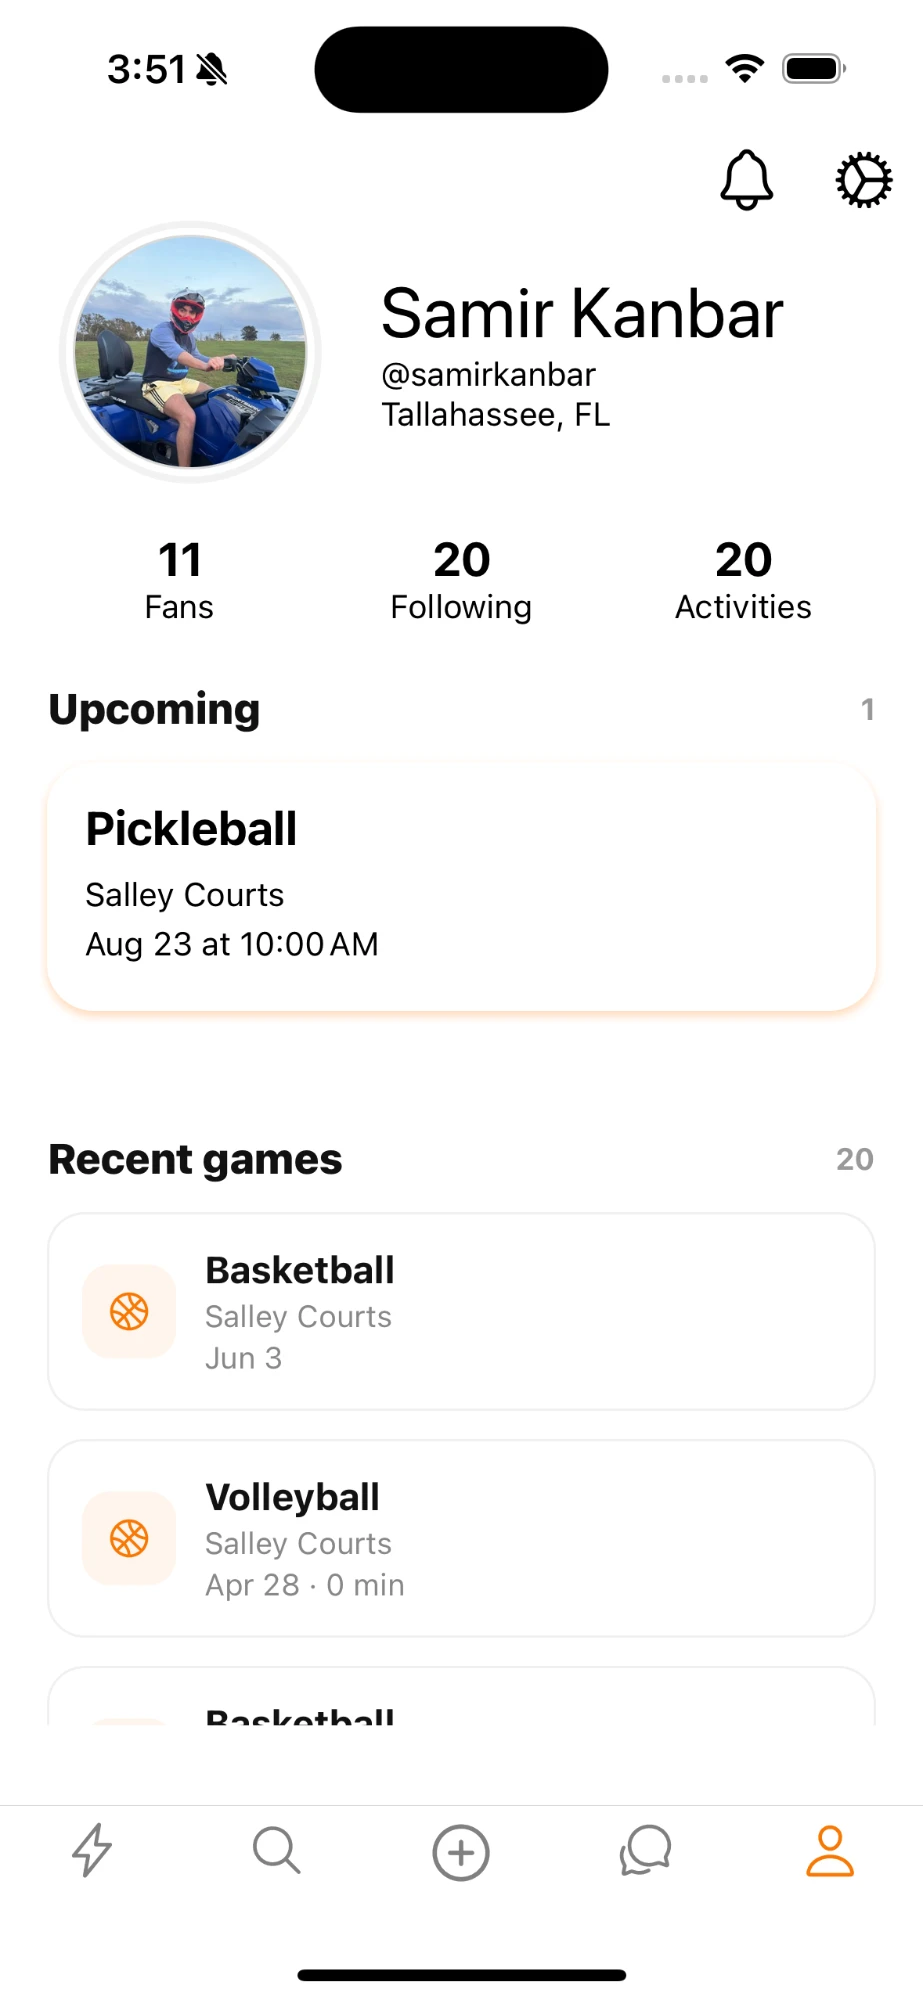 3:51
Samir Kanbar
@samirkanbar
Tallahassee, FL
11
Fans
20
Following
20
Activities
Upcoming
1
Pickleball
Salley Courts
Aug 23 at 10:00 AM
Recent games
20
Basketball
Salley Courts
Jun 3
Volleyball
Salley Courts
Apr 28 · 0 min
Basketball